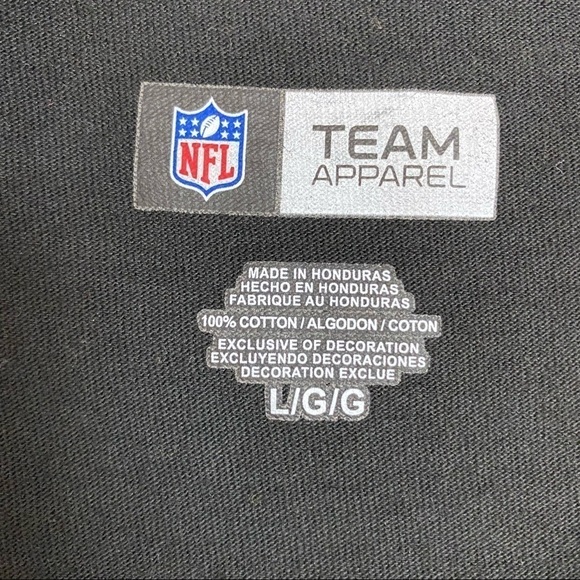 NFL
TEAM
APPAREL
MADE IN HONDURAS
HECHO EN HONDURAS
FABRIQUE AU HONDURAS
100% COTTON / ALGODON / COTON
EXCLUSIVE OF DECORATION
EXCLUYENDO DECORACIONES
DECORATION EXCLUE
L/G/G